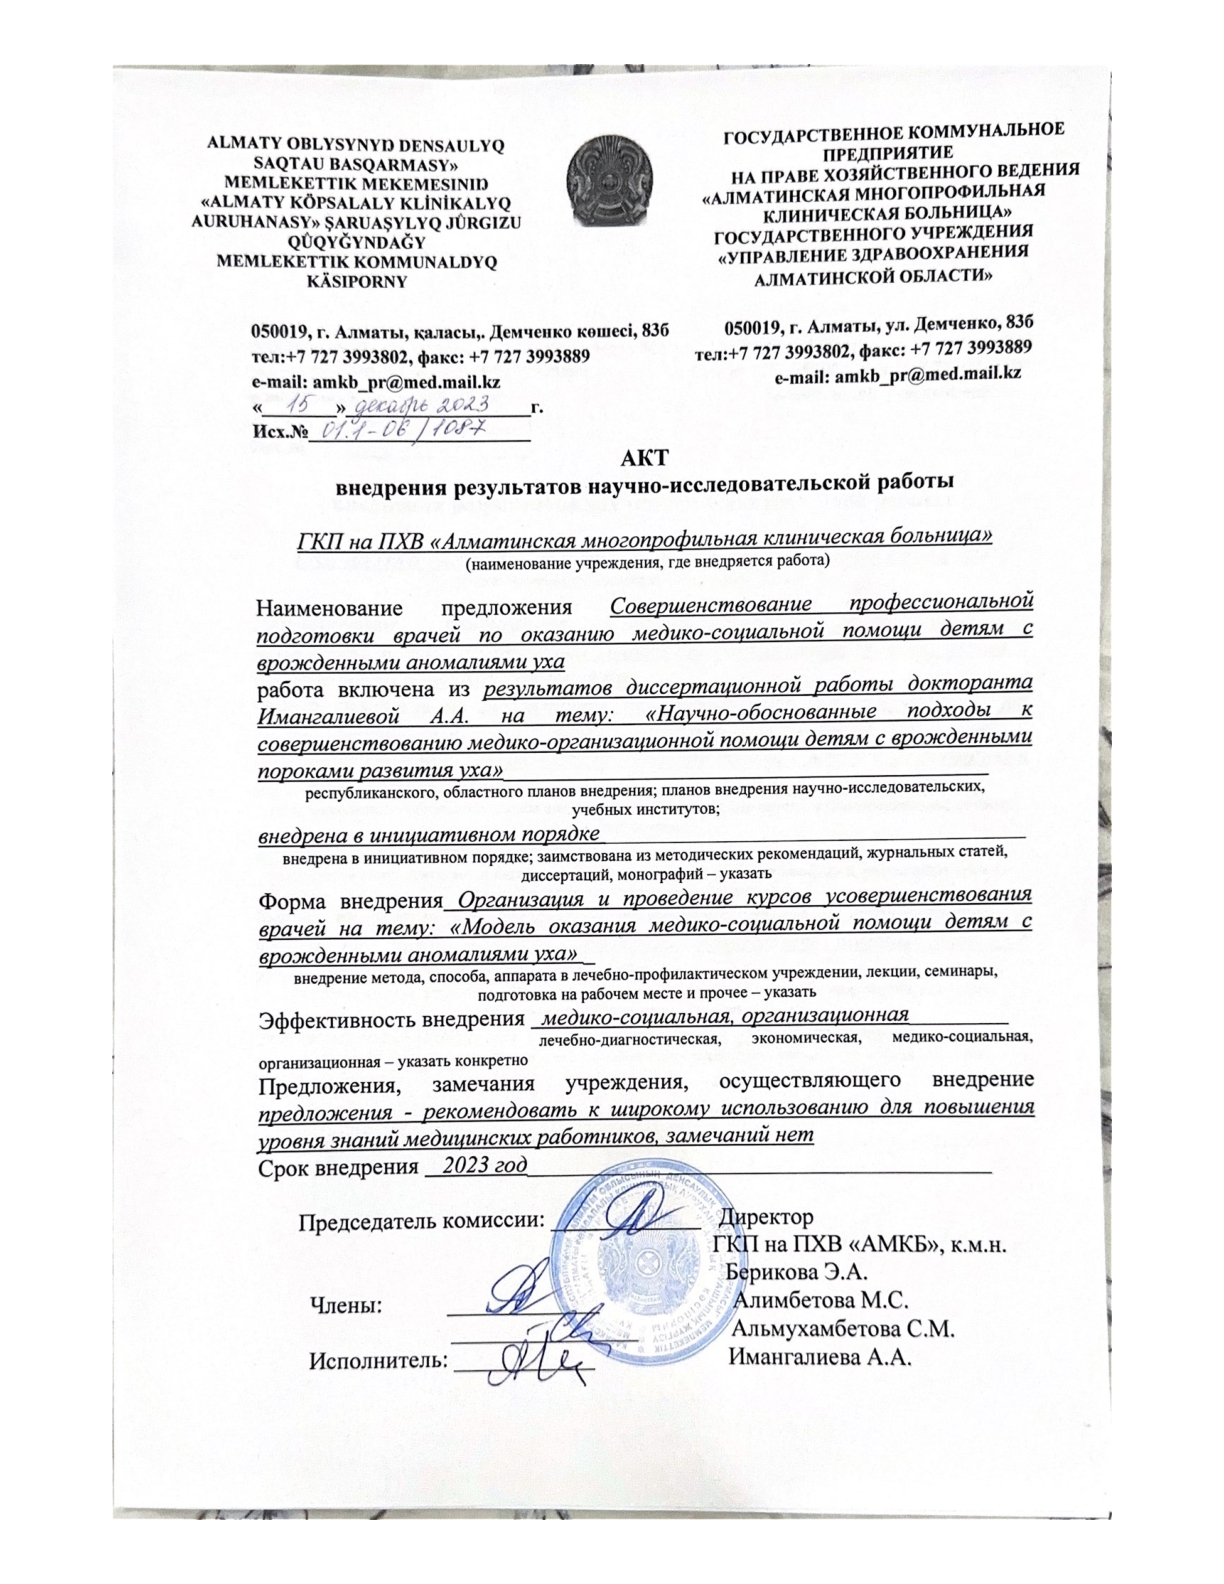 ALMATY OBLYSYNYŊ DENSAULYQ
SAQTAU BASQARMASY»
MEMLEKETTIK MEKEMESINIŊ
«ALMATY KÖPSALALY KLİNİKALYQ
AURUHANASY» ŞARUAŞYLYQ JÛRGIZU
QÛQYĞYNDAĞY
MEMLEKETTIK KOMMUNALDYQ
KÄSIPORNY
ГОСУДАРСТВЕННОЕ КОММУНАЛЬНОЕ
ПРЕДПРИЯТИЕ
НА ПРАВЕ ХОЗЯЙСТВЕННОГО ВЕДЕНИЯ
«АЛМАТИНСКАЯ МНОГОПРОФИЛЬНАЯ
КЛИНИЧЕСКАЯ БОЛЬНИЦА»
ГОСУДАРСТВЕННОГО УЧРЕЖДЕНИЯ
«УПРАВЛЕНИЕ ЗДРАВООХРАНЕНИЯ
АЛМАТИНСКОЙ ОБЛАСТИ»
050019, г. Алматы, қаласы,. Демченко көшесі, 83б
тел:+7 727 3993802, факс: +7 727 3993889
e-mail: amkb_pr@med.mail.kz
050019, г. Алматы, ул. Демченко, 83б
тел:+7 727 3993802, факс: +7 727 3993889
e-mail: amkb_pr@med.mail.kz
« 15 » декабрь 2023 г.
Исх.№ 01.1-06/1087
АКТ
внедрения результатов научно-исследовательской работы
ГКП на ПХВ «Алматинская многопрофильная клиническая больница»
(наименование учреждения, где внедряется работа)
Наименование предложения Совершенствование профессиональной
подготовки врачей по оказанию медико-социальной помощи детям с
врожденными аномалиями уха
работа включена из результатов диссертационной работы докторанта
Имангалиевой А.А. на тему: «Научно-обоснованные подходы к
совершенствованию медико-организационной помощи детям с врожденными
пороками развития уха»
республиканского, областного планов внедрения; планов внедрения научно-исследовательских,
учебных институтов;
внедрена в инициативном порядке
внедрена в инициативном порядке; заимствована из методических рекомендаций, журнальных статей,
диссертаций, монографий – указать
Форма внедрения Организация и проведение курсов усовершенствования
врачей на тему: «Модель оказания медико-социальной помощи детям с
врожденными аномалиями уха»
внедрение метода, способа, аппарата в лечебно-профилактическом учреждении, лекции, семинары,
подготовка на рабочем месте и прочее – указать
Эффективность внедрения медико-социальная, организационная
лечебно-диагностическая, экономическая, медико-социальная,
организационная – указать конкретно
Предложения, замечания учреждения, осуществляющего внедрение
предложения - рекомендовать к широкому использованию для повышения
уровня знаний медицинских работников, замечаний нет
Срок внедрения 2023 год
Председатель комиссии: Директор
ГКП на ПХВ «АМКБ», к.м.н.
Берикова Э.А.
Члены: Алимбетова М.С.
Альмухамбетова С.М.
Исполнитель: Имангалиева А.А.